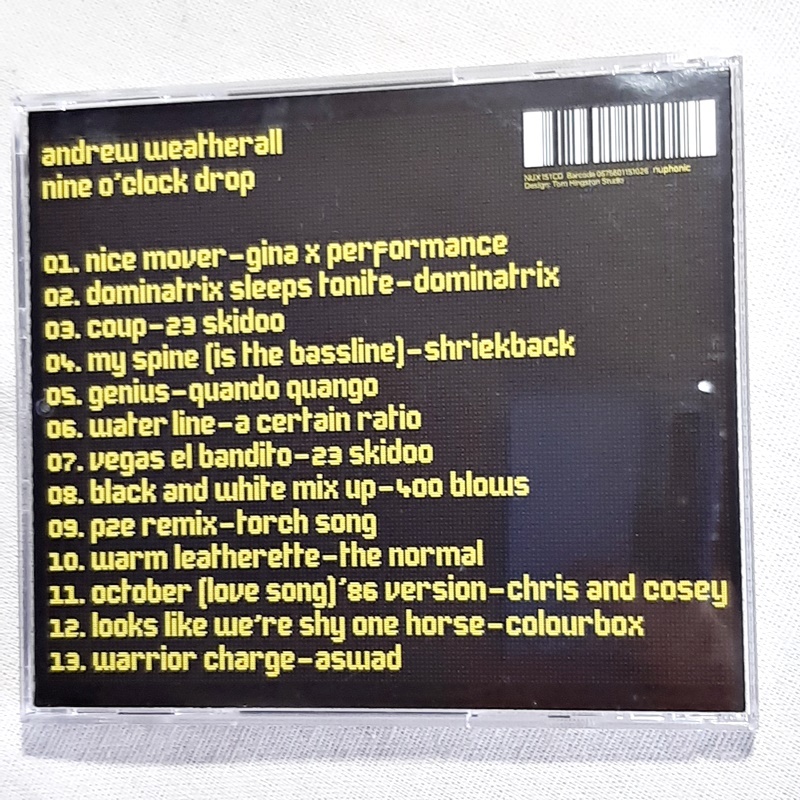 andrew weatherall
nine o'clock drop
NUX 151CD Barcode 0675801151026 nuphonic
Design: Tom Hingston Studio
01. nice mover-gina x performance
02. dominatrix sleeps tonite-dominatrix
03. coup-23 skidoo
04. my spine (is the bassline)-shriekback
05. genius-quando quango
06. water line-a certain ratio
07. vegas el bandito-23 skidoo
08. black and white mix up-400 blows
09. p2e remix-torch song
10. warm leatherette-the normal
11. october (love song)'86 version-chris and cosey
12. looks like we're shy one horse-colourbox
13. warrior charge-aswad